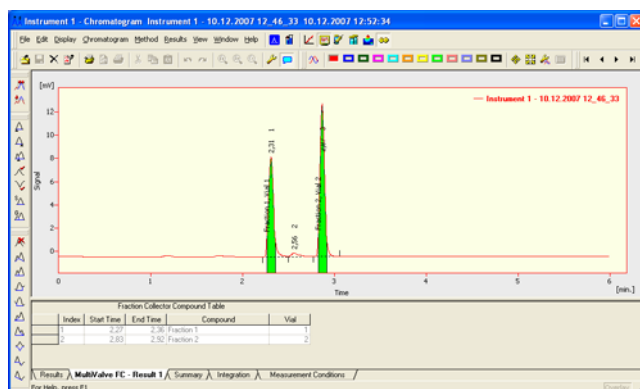 Instrument 1 - Chromatogram Instrument 1 - 10.12.2007 12_46_33 10.12.2007 12:52:34
File Edit Display Chromatogram Method Results View Window Help
[mV]
Instrument 1 - 10.12.2007 12_46_33
12
10
8
6
4
2
0
Signal
Fraction 1, Vial 1
2,31 1
2,56 2
Fraction 2, Vial 2
0 1 2 3 4 5 6
Time
[min.]
Fraction Collector Compound Table
Index Start Time End Time Compound Vial
1 2,27 2,36 Fraction 1 1
2 2,83 2,92 Fraction 2 2
Results MultiValve FC - Result 1 Summary Integration Measurement Conditions
For Help, press F1
Overlay